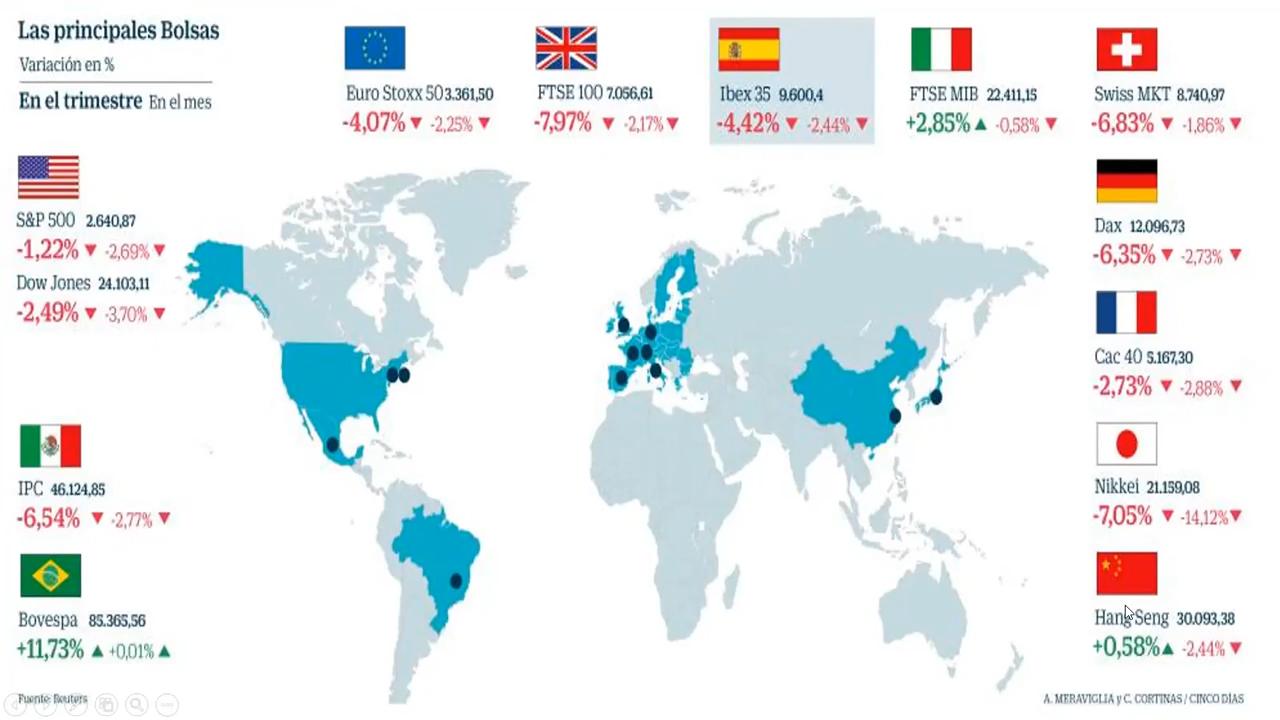 Las principales Bolsas
Variación en %
En el trimestre En el mes
Euro Stoxx 50 3.361,50
-4,07% ▼ -2,25% ▼
FTSE 100 7.056,61
-7,97% ▼ -2,17% ▼
Ibex 35 9.600,4
-4,42% ▼ -2,44% ▼
FTSE MIB 22.411,15
+2,85% ▲ -0,58% ▼
Swiss MKT 8.740,97
-6,83% ▼ -1,86% ▼
S&P 500 2.640,87
-1,22% ▼ -2,69% ▼
Dow Jones 24.103,11
-2,49% ▼ -3,70% ▼
IPC 46.124,85
-6,54% ▼ -2,77% ▼
Bovespa 85.365,56
+11,73% ▲ +0,01% ▲
Dax 12.096,73
-6,35% ▼ -2,73% ▼
Cac 40 5.167,30
-2,73% ▼ -2,88% ▼
Nikkei 21.159,08
-7,05% ▼ -14,12% ▼
Hang Seng 30.093,38
+0,58% ▲ -2,44% ▼
Fuente: Reuters
A. MERAVIGLIA y C. CORTINAS / CINCO DÍAS